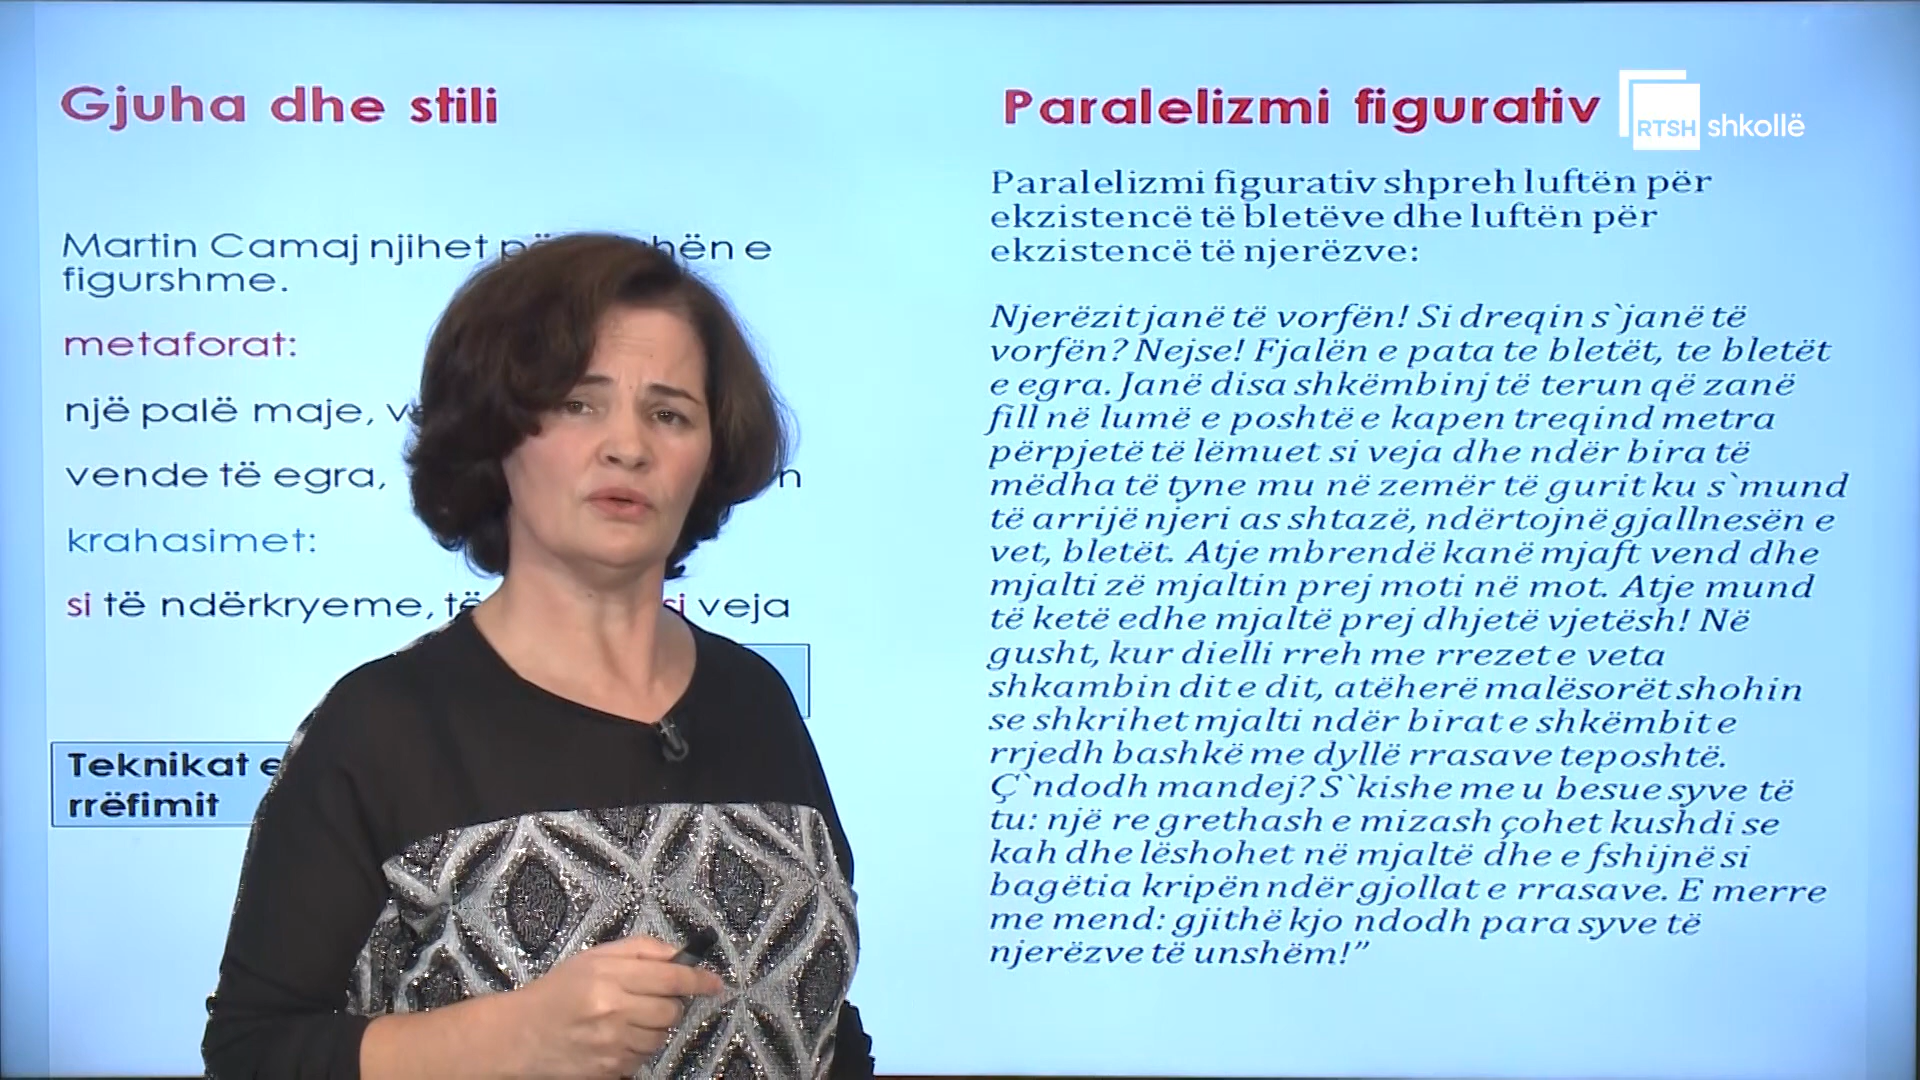 Gjuha dhe stili
Martin Camaj njihet e
figurshme.
metaforat:
një palë maje,
vende të egra,
krahasimet:
si të ndërkryeme, si veja
Teknikat e
rrëfimit
Paralelizmi figurativ
RTSH shkollë
Paralelizmi figurativ shpreh luftën për
ekzistencë të bletëve dhe luftën për
ekzistencë të njerëzve:
Njerëzit janë të vorfën! Si dreqin s`janë të
vorfën? Nejse! Fjalën e pata te bletët, te bletët
e egra. Janë disa shkëmbinj të terun që zanë
fill në lumë e poshtë e kapen treqind metra
përpjetë të lëmuet si veja dhe ndër bira të
mëdha të tyne mu në zemër të gurit ku s`mund
të arrijë njeri as shtazë, ndërtojnë gjallnesën e
vet, bletët. Atje mbrendë kanë mjaft vend dhe
mjalti zë mjaltin prej moti në mot. Atje mund
të ketë edhe mjaltë prej dhjetë vjetësh! Në
gusht, kur dielli rreh me rrezet e veta
shkambin dit e dit, atëherë malësorët shohin
se shkrihet mjalti ndër birat e shkëmbit e
rrjedh bashkë me dyllë rrasave teposhtë.
Ç`ndodh mandej? S`kishe me u besue syve të
tu: një re grethash e mizash çohet kushdi se
kah dhe lëshohet në mjaltë dhe e fshijnë si
bagëtia kripën ndër gjollat e rrasave. E merre
me mend: gjithë kjo ndodh para syve të
njerëzve të unshëm!”